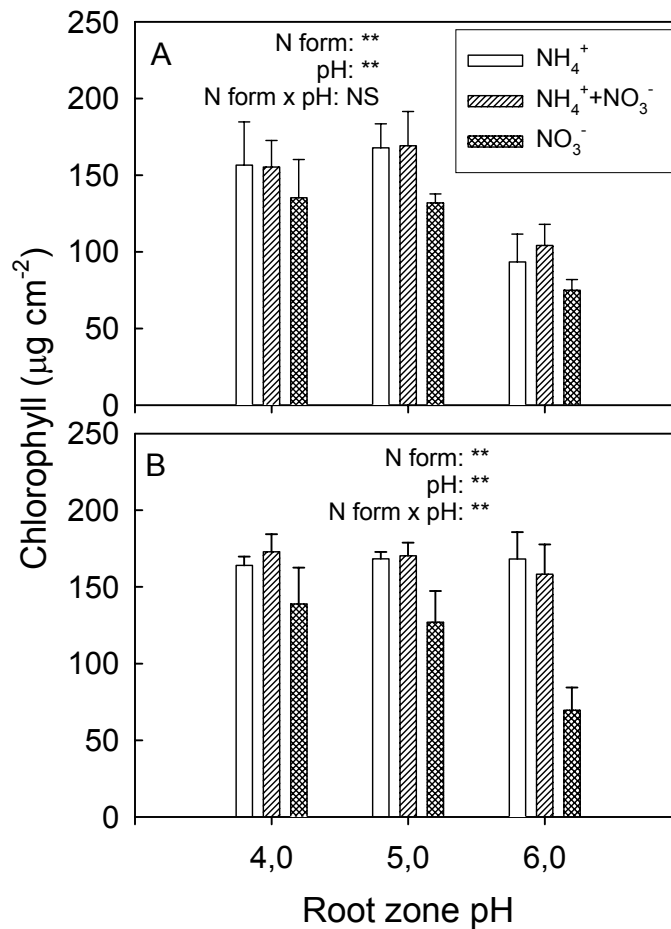 250
200
150
100
50
0
A
N form: **
pH: **
N form x pH: NS
NH₄⁺
NH₄⁺+NO₃⁻
NO₃⁻
Chlorophyll (μg cm⁻²)
250
200
150
100
50
0
B
N form: **
pH: **
N form x pH: **
4,0 5,0 6,0
Root zone pH